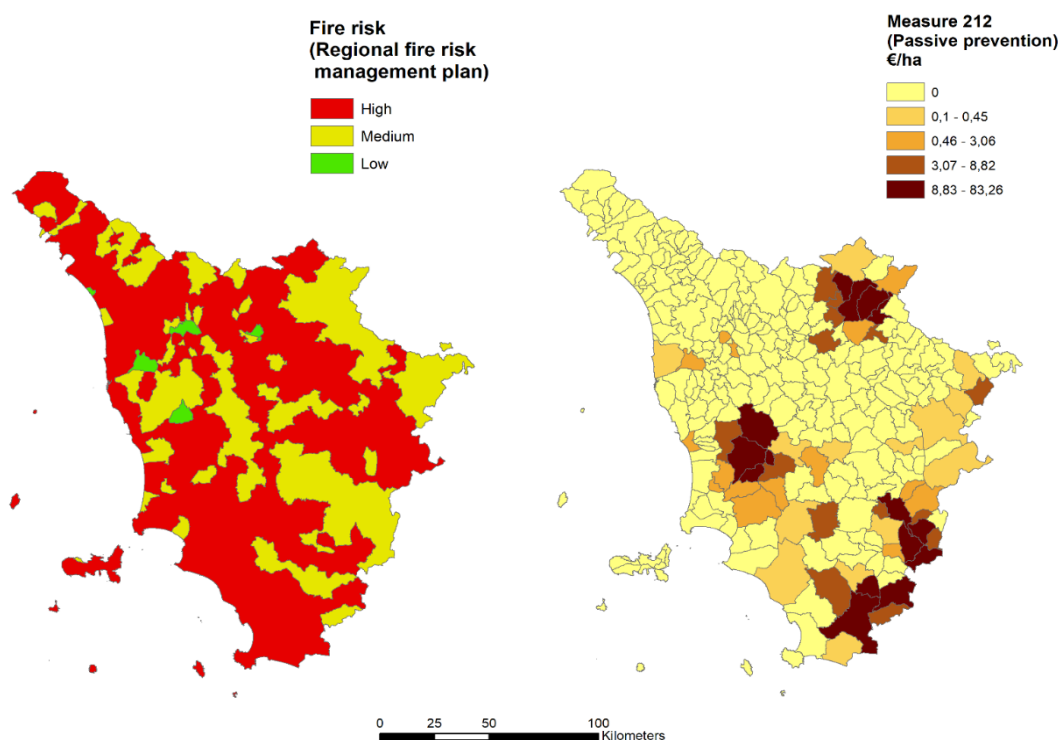 Fire risk
(Regional fire risk
management plan)
High
Medium
Low
Measure 212
(Passive prevention)
€/ha
0
0,1 - 0,45
0,46 - 3,06
3,07 - 8,82
8,83 - 83,26
0 25 50 100
Kilometers